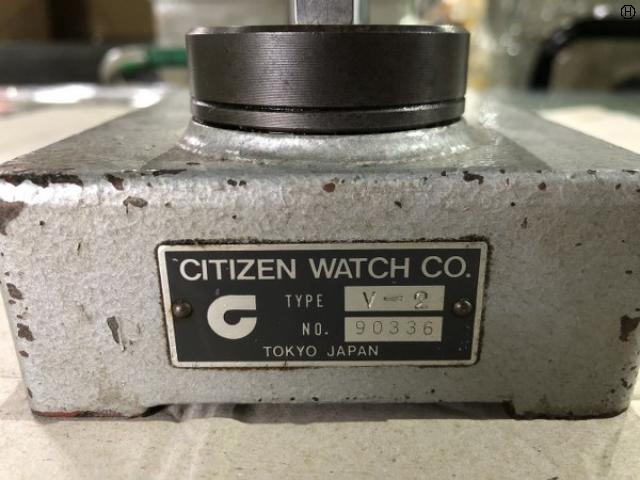 H
CITIZEN WATCH CO.
TYPE V-2
NO. 90336
TOKYO JAPAN